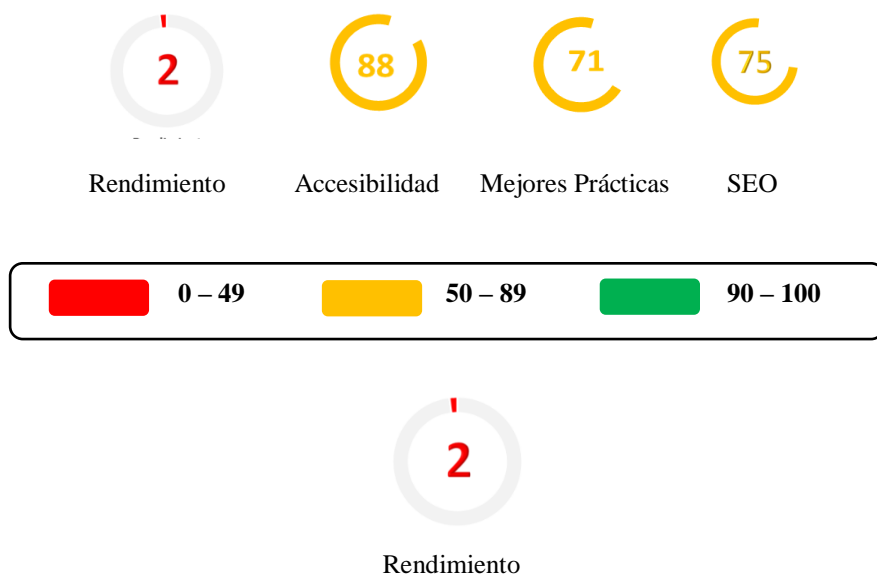 2 88 71 75
Rendimiento Accesibilidad Mejores Prácticas SEO
0 – 49 50 – 89 90 – 100
2
Rendimiento